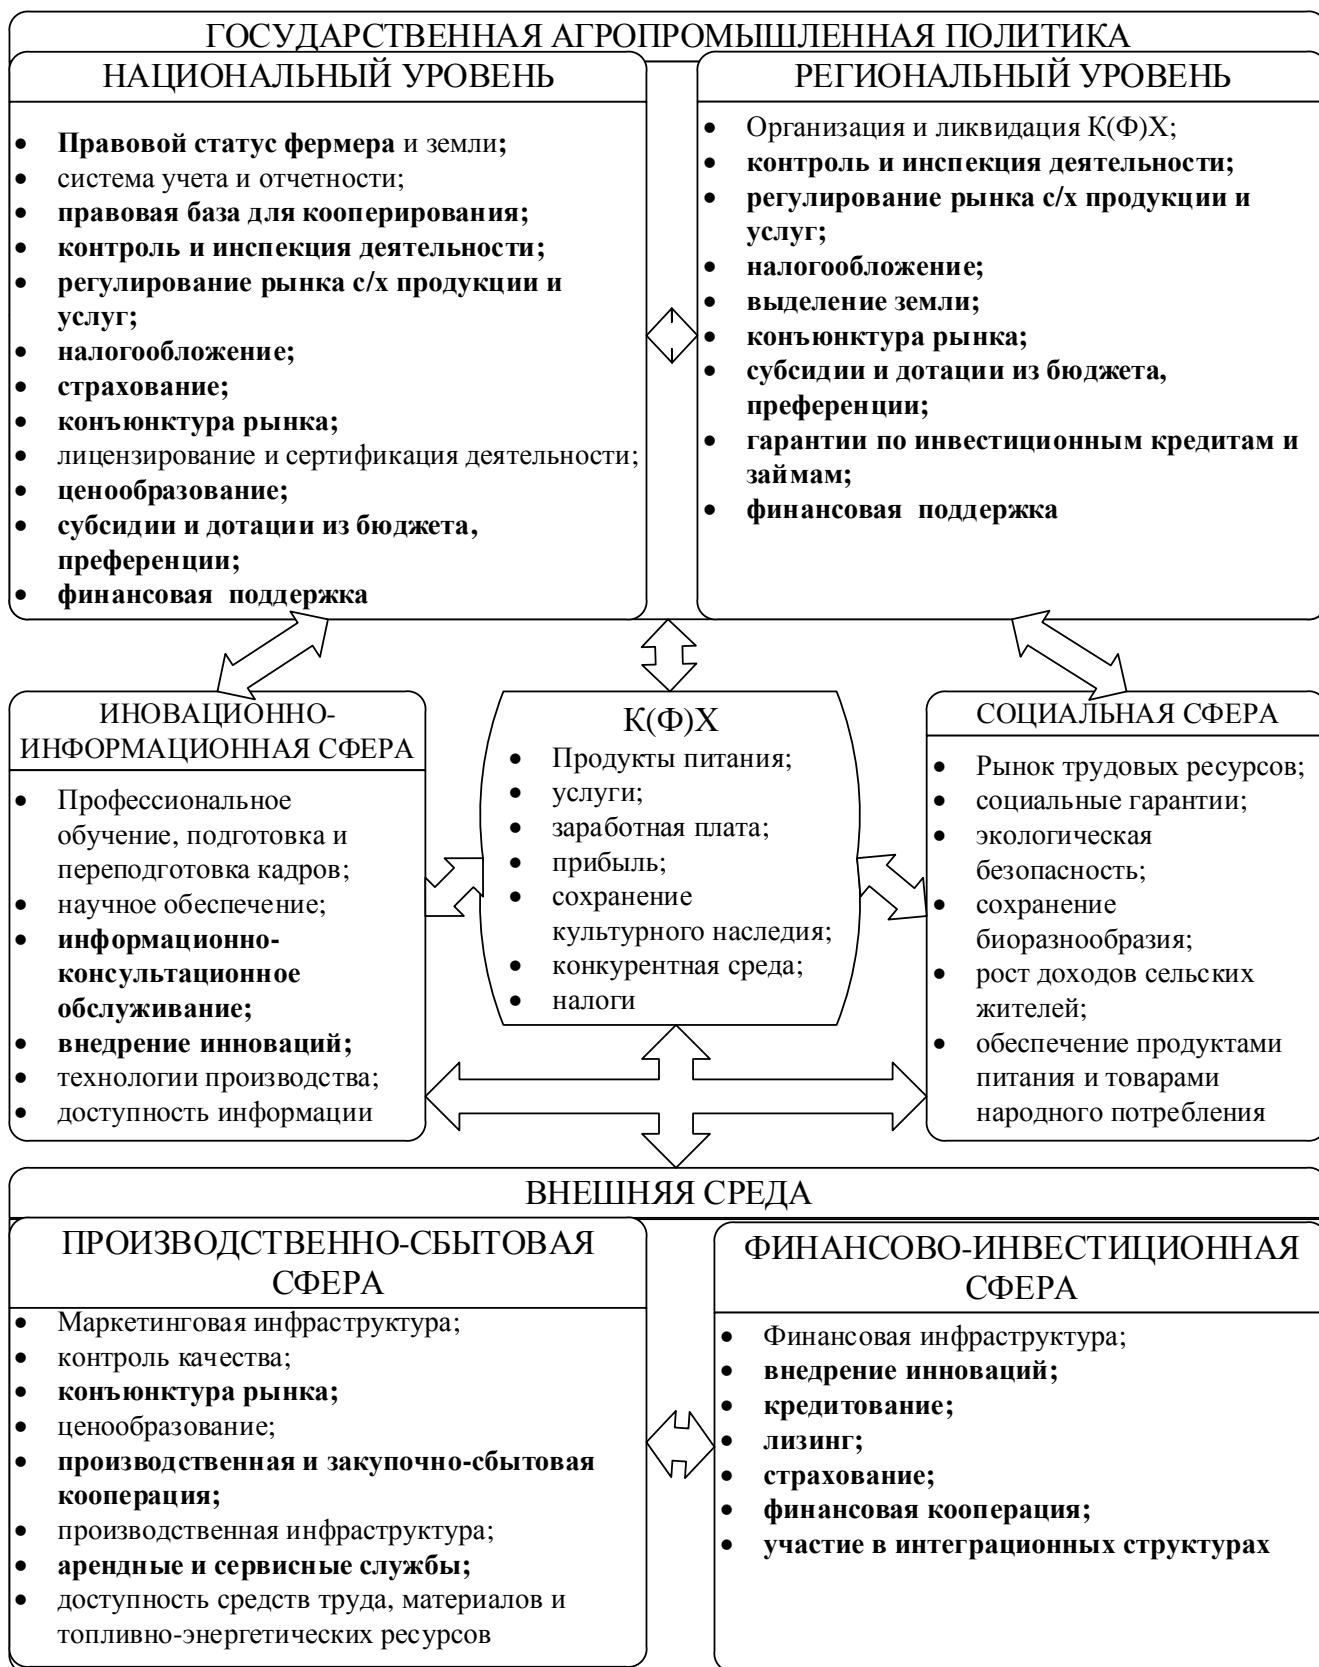 ГОСУДАРСТВЕННАЯ АГРОПРОМЫШЛЕННАЯ ПОЛИТИКА
НАЦИОНАЛЬНЫЙ УРОВЕНЬ
• Правовой статус фермера и земли;
• система учета и отчетности;
• правовая база для кооперирования;
• контроль и инспекция деятельности;
• регулирование рынка с/х продукции и
услуг;
• налогообложение;
• страхование;
• конъюнктура рынка;
• лицензирование и сертификация деятельности;
• ценообразование;
• субсидии и дотации из бюджета,
преференции;
• финансовая поддержка
РЕГИОНАЛЬНЫЙ УРОВЕНЬ
• Организация и ликвидация К(Ф)Х;
• контроль и инспекция деятельности;
• регулирование рынка с/х продукции и
услуг;
• налогообложение;
• выделение земли;
• конъюнктура рынка;
• субсидии и дотации из бюджета,
преференции;
• гарантии по инвестиционным кредитам и
займам;
• финансовая поддержка
ИНОВАЦИОННО-
ИНФОРМАЦИОННАЯ СФЕРА
• Профессиональное
обучение, подготовка и
переподготовка кадров;
• научное обеспечение;
• информационно-
консультационное
обслуживание;
• внедрение инноваций;
• технологии производства;
• доступность информации
К(Ф)Х
• Продукты питания;
• услуги;
• заработная плата;
• прибыль;
• сохранение
культурного наследия;
• конкурентная среда;
• налоги
СОЦИАЛЬНАЯ СФЕРА
• Рынок трудовых ресурсов;
• социальные гарантии;
• экологическая
безопасность;
• сохранение
биоразнообразия;
• рост доходов сельских
жителей;
• обеспечение продуктами
питания и товарами
народного потребления
ВНЕШНЯЯ СРЕДА
ПРОИЗВОДСТВЕННО-СБЫТОВАЯ
СФЕРА
• Маркетинговая инфраструктура;
• контроль качества;
• конъюнктура рынка;
• ценообразование;
• производственная и закупочно-сбытовая
кооперация;
• производственная инфраструктура;
• арендные и сервисные службы;
• доступность средств труда, материалов и
топливно-энергетических ресурсов
ФИНАНСОВО-ИНВЕСТИЦИОННАЯ
СФЕРА
• Финансовая инфраструктура;
• внедрение инноваций;
• кредитование;
• лизинг;
• страхование;
• финансовая кооперация;
• участие в интеграционных структурах